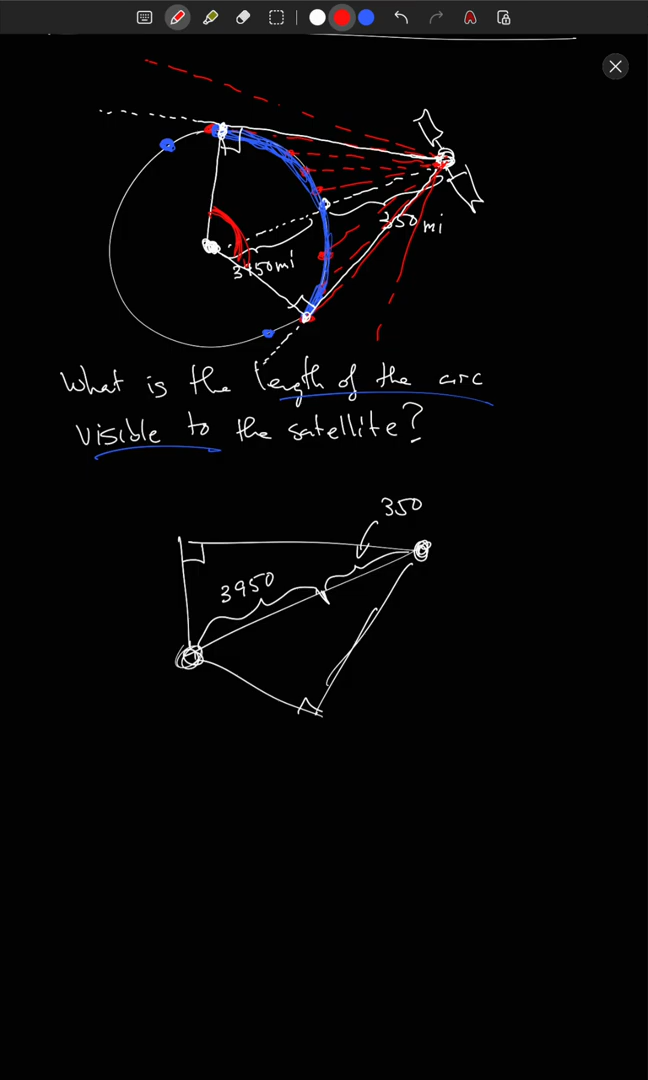 350 mi
3950mi
What is the length of the arc
visible to the satellite?
350
3950